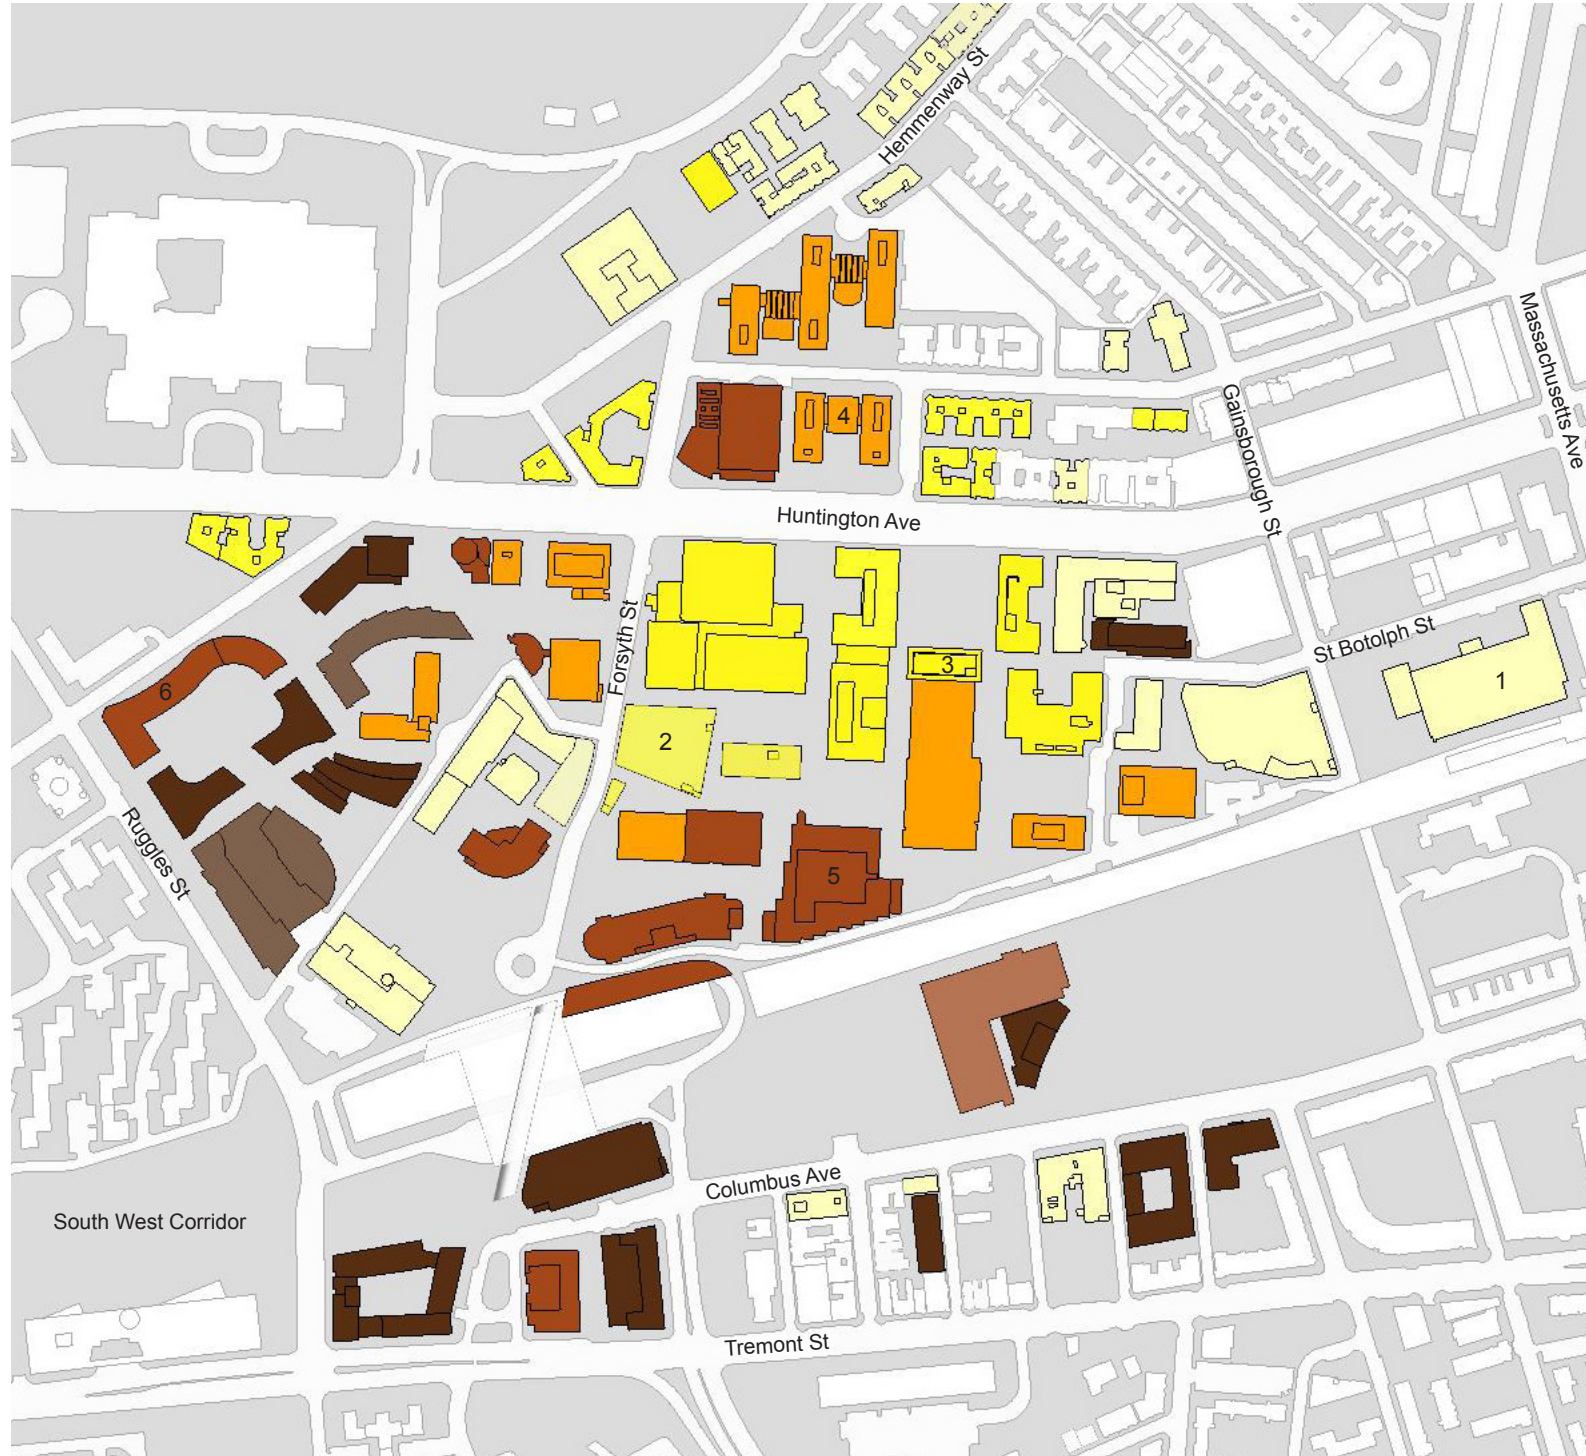 Hemmenway St
Massachusetts Ave
4
Gainsborough St
Huntington Ave
Forsyth St
St Botolph St
3
1
6
2
Ruggles St
5
Columbus Ave
South West Corridor
Tremont St